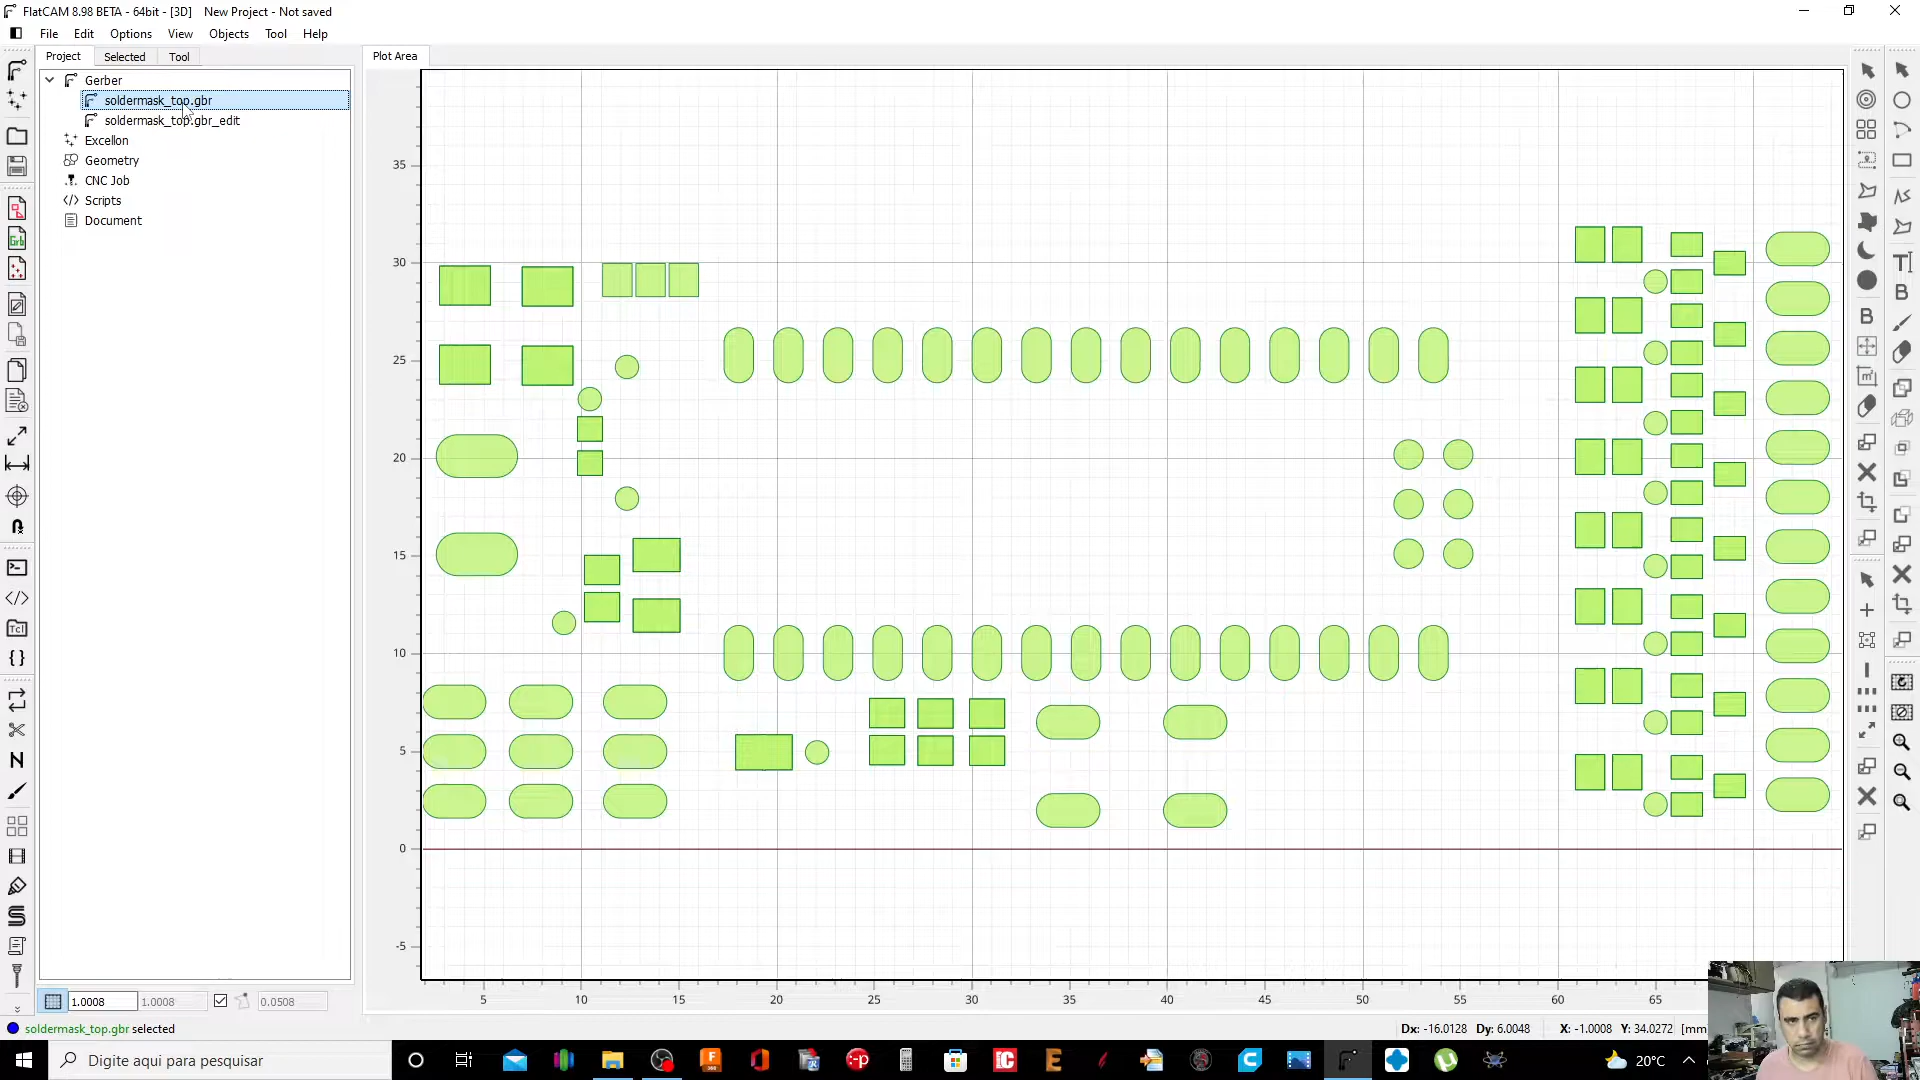 FlatCAM 8.98 BETA - 64bit - [3D] New Project - Not saved
File Edit Options View Objects Tool Help
Project Selected Tool
Plot Area
Gerber
soldermask_top.gbr
soldermask_top.gbr_edit
Excellon
Geometry
CNC Job
Scripts
Document
35
30
25
20
15
10
5
0
-5
5 10 15 20 25 30 35 40 45 50 55 60 65
1.0008 1.0008 0.0508
soldermask_top.gbr selected
Dx: -16.0128 Dy: 6.0048 X: -1.0008 Y: 34.0272 [mm
Digite aqui para pesquisar
20°C